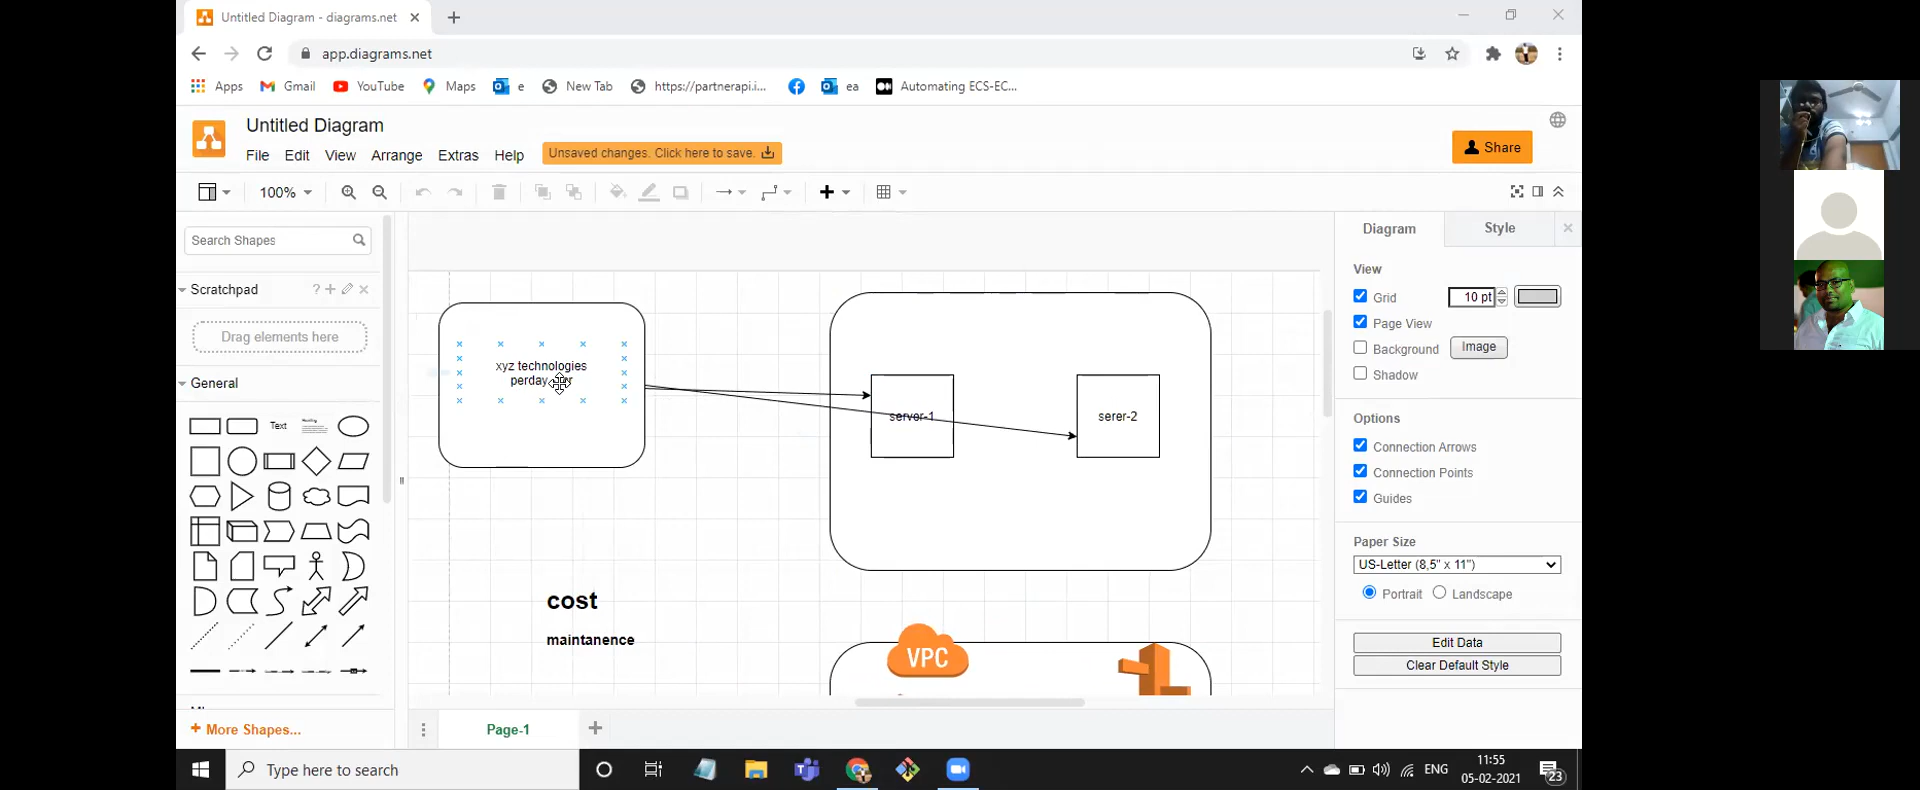 Untitled Diagram - diagrams.net
app.diagrams.net
Apps Gmail YouTube Maps e New Tab https://partnerapi.i... ea Automating ECS-EC...
Untitled Diagram
File Edit View Arrange Extras Help Unsaved changes. Click here to save. Share
100%
Search Shapes
Scratchpad
Drag elements here
General
Text
Heading
More Shapes...
xyz technologies
perday
server-1
serer-2
cost
maintanence
VPC
Page-1
Diagram Style
View
Grid 10 pt
Page View
Background Image
Shadow
Options
Connection Arrows
Connection Points
Guides
Paper Size
US-Letter (8,5" x 11")
Portrait Landscape
Edit Data
Clear Default Style
Type here to search
ENG
11:55
05-02-2021
23